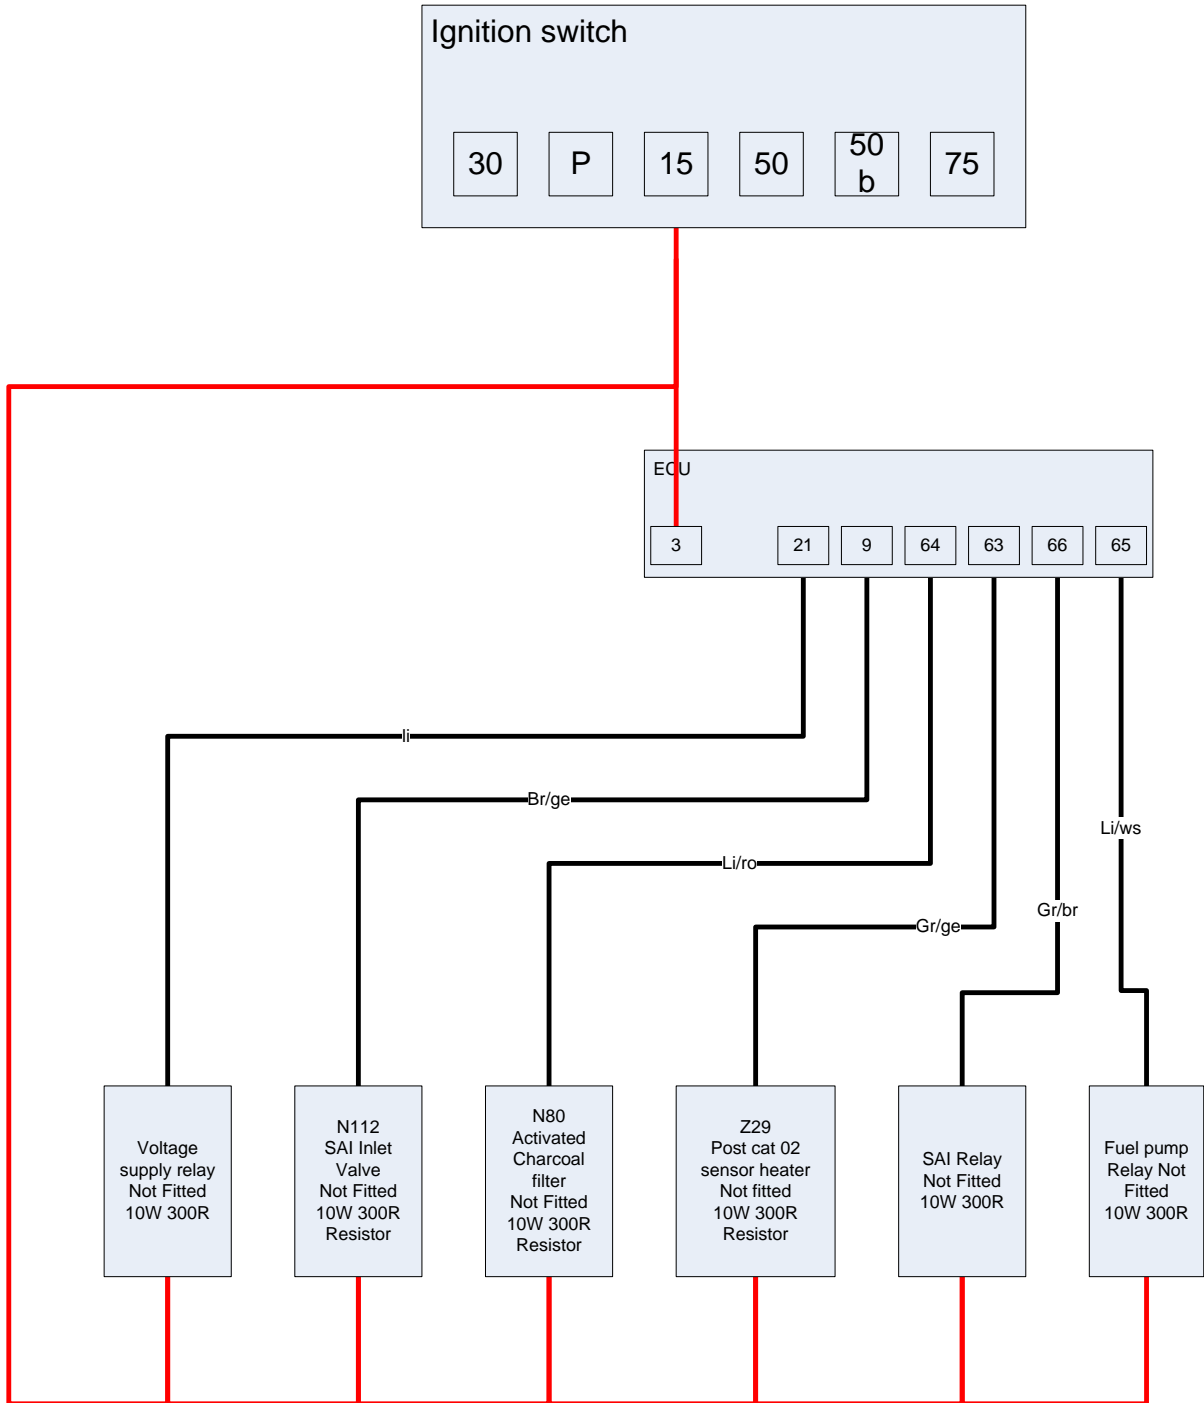 Ignition switch
30
P
15
50
50
b
75
ECU
3
21
9
64
63
66
65
li
Br/ge
Li/ro
Gr/ge
Gr/br
Li/ws
Voltage
supply relay
Not Fitted
10W 300R
N112
SAI Inlet
Valve
Not Fitted
10W 300R
Resistor
N80
Activated
Charcoal
filter
Not Fitted
10W 300R
Resistor
Z29
Post cat 02
sensor heater
Not fitted
10W 300R
Resistor
SAI Relay
Not Fitted
10W 300R
Fuel pump
Relay Not
Fitted
10W 300R